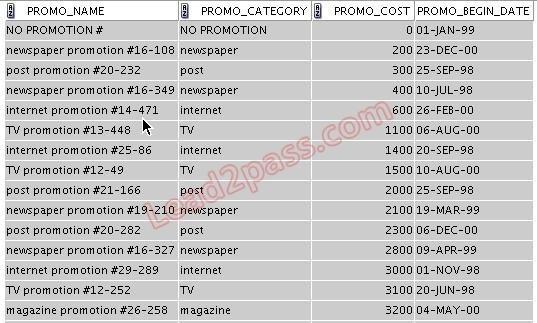 PROMO_NAME PROMO_CATEGORY PROMO_COST PROMO_BEGIN_DATE
NO PROMOTION # NO PROMOTION 0 01-JAN-99
newspaper promotion #16-108 newspaper 200 23-DEC-00
post promotion #20-232 post 300 25-SEP-98
newspaper promotion #16-349 newspaper 400 10-JUL-98
internet promotion #14-471 internet 600 26-FEB-00
TV promotion #13-448 TV 1100 06-AUG-00
internet promotion #25-86 internet 1400 20-SEP-98
TV promotion #12-49 TV 1500 10-AUG-00
post promotion #21-166 post 2000 25-SEP-98
newspaper promotion #19-210 newspaper 2100 19-MAR-99
post promotion #20-282 post 2300 06-DEC-00
newspaper promotion #16-327 newspaper 2800 09-APR-99
internet promotion #29-289 internet 3000 01-NOV-98
TV promotion #12-252 TV 3100 20-JUN-98
magazine promotion #26-258 magazine 3200 04-MAY-00
Lead2pass.com